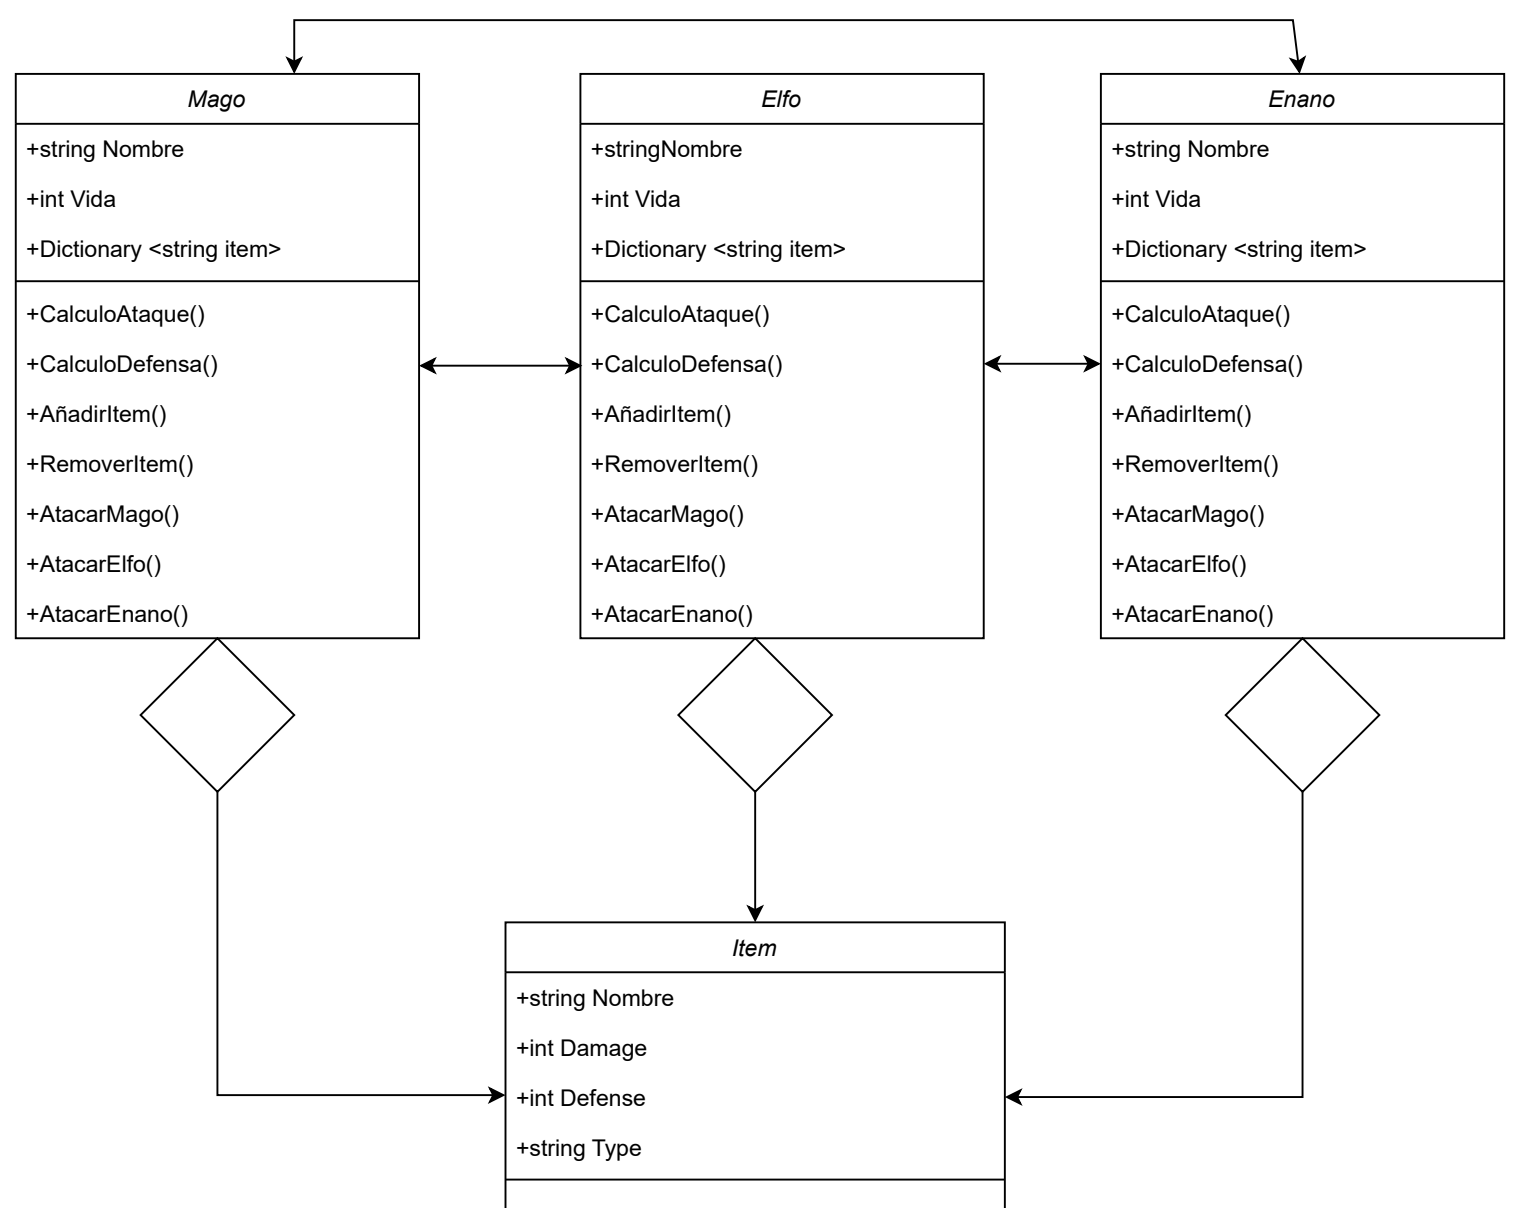 Mago
+string Nombre
+int Vida
+Dictionary <string item>
+CalculoAtaque()
+CalculoDefensa()
+AñadirItem()
+RemoverItem()
+AtacarMago()
+AtacarElfo()
+AtacarEnano()
Elfo
+stringNombre
+int Vida
+Dictionary <string item>
+CalculoAtaque()
+CalculoDefensa()
+AñadirItem()
+RemoverItem()
+AtacarMago()
+AtacarElfo()
+AtacarEnano()
Enano
+string Nombre
+int Vida
+Dictionary <string item>
+CalculoAtaque()
+CalculoDefensa()
+AñadirItem()
+RemoverItem()
+AtacarMago()
+AtacarElfo()
+AtacarEnano()
Item
+string Nombre
+int Damage
+int Defense
+string Type